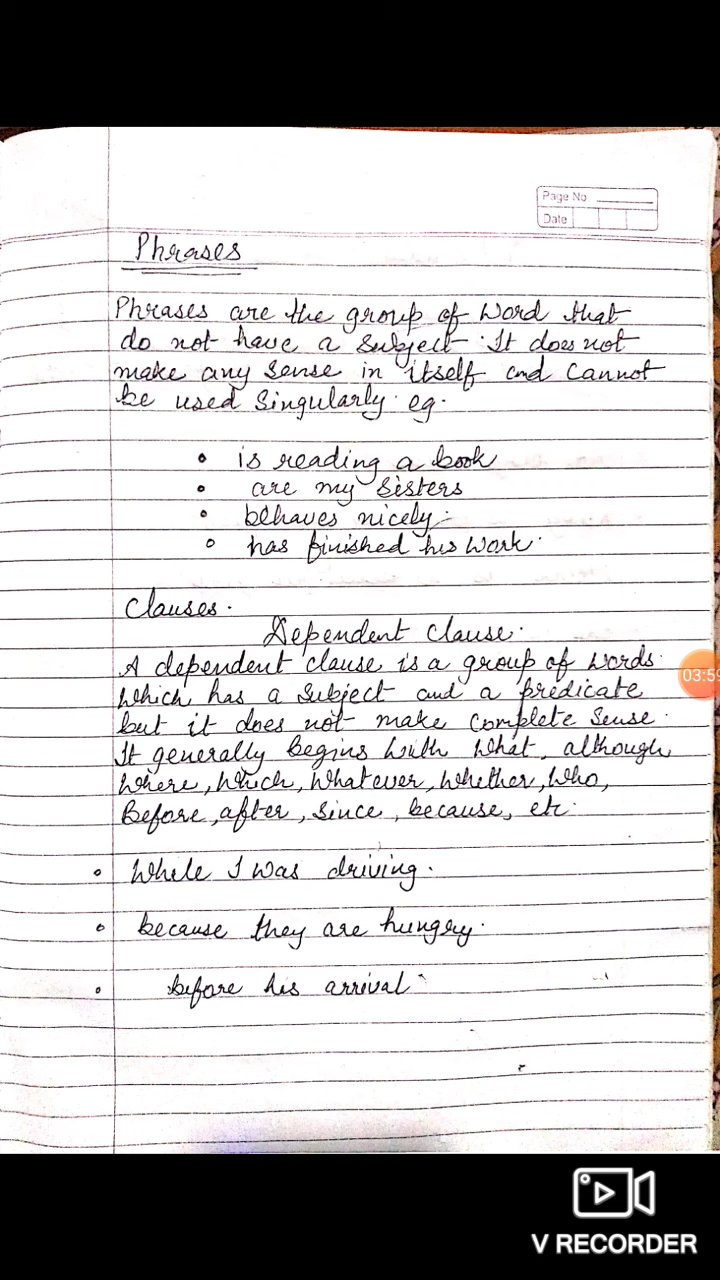 Page No
Date
Phrases
Phrases are the group of word that
do not have a subject. It does not
make any sense in itself and cannot
be used singularly. eg.
• is reading a book
• are my sisters
• behaves nicely.
• has finished his work.
Clauses.
Dependent clause.
A dependent clause is a group of words.
which has a subject and a predicate
but it does not make complete sense.
It generally begins with what, although,
where, which, whatever, whether, who,
Before, after, since, because, etc.
03:59
• While I was driving.
• because they are hungry.
• before his arrival
V RECORDER